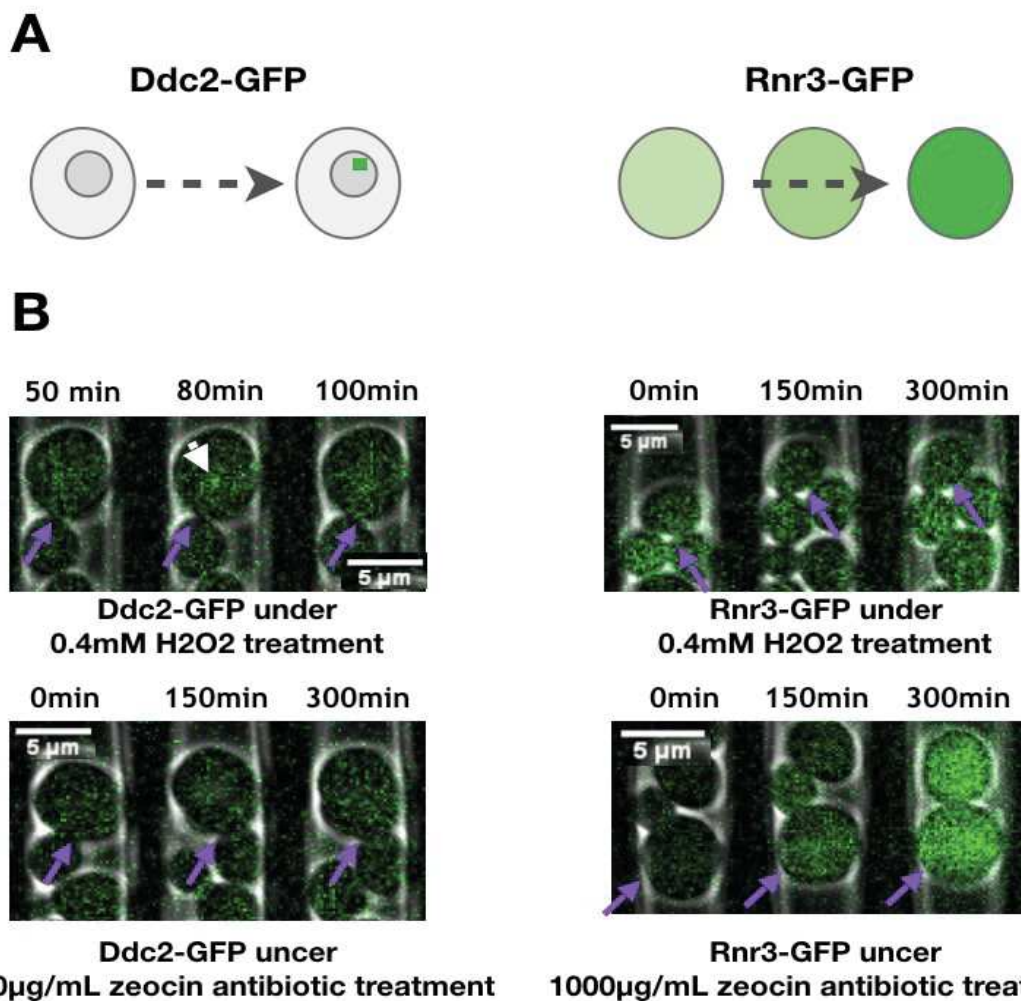 A
Ddc2-GFP
Rnr3-GFP
B
50 min
80min
100min
0min
150min
300min
5 µm
5 µm
Ddc2-GFP under
0.4mM H2O2 treatment
Rnr3-GFP under
0.4mM H2O2 treatment
0min
150min
300min
0min
150min
300min
5 µm
5 µm
Ddc2-GFP uncer
0µg/mL zeocin antibiotic treatment
Rnr3-GFP uncer
1000µg/mL zeocin antibiotic treat